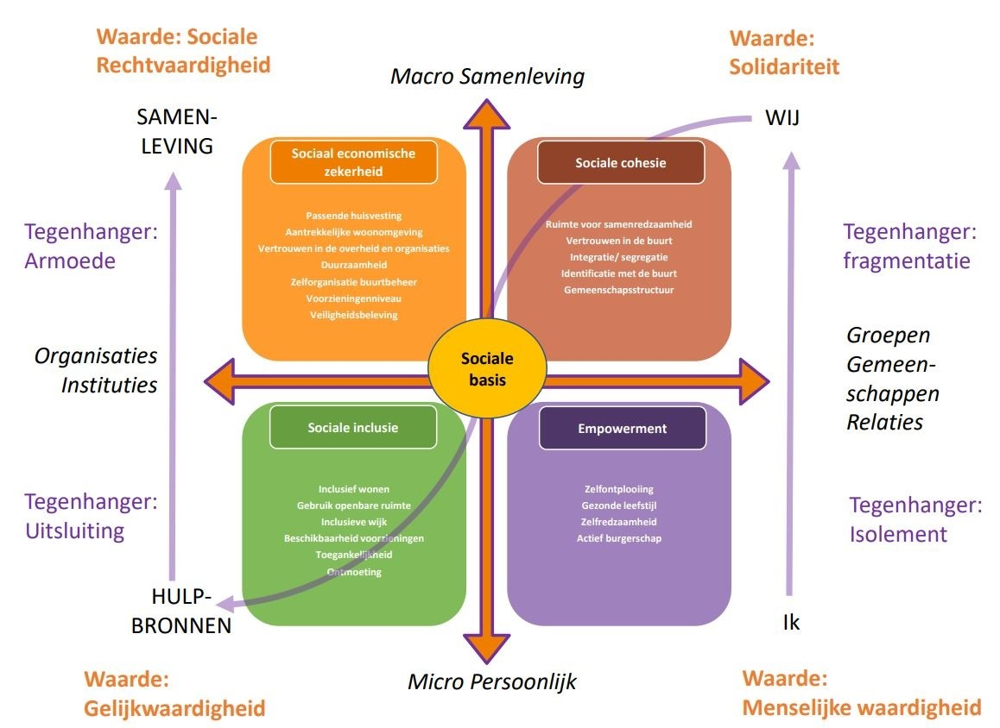 Waarde: Sociale
Rechtvaardigheid
Waarde:
Solidariteit
Macro Samenleving
SAMEN-
LEVING
WIJ
Sociaal economische
zekerheid
Passende huisvesting
Aantrekkelijke woonomgeving
Vertrouwen in de overheid en organisaties
Duurzaamheid
Zelforganisatie buurtbeheer
Voorzieningenniveau
Veiligheidsbeleving
Sociale cohesie
Ruimte voor samenredzaamheid
Vertrouwen in de buurt
Integratie/ segregatie
Identificatie met de buurt
Gemeenschapsstructuur
Tegenhanger:
Armoede
Tegenhanger:
fragmentatie
Organisaties
Instituties
Sociale
basis
Groepen
Gemeen-
schappen
Relaties
Sociale inclusie
Inclusief wonen
Gebruik openbare ruimte
Inclusieve wijk
Beschikbaarheid voorzieningen
Toegankelijkheid
Ontmoeting
Empowerment
Zelfontplooiing
Gezonde leefstijl
Zelfredzaamheid
Actief burgerschap
Tegenhanger:
Uitsluiting
Tegenhanger:
Isolement
HULP-
BRONNEN
Ik
Micro Persoonlijk
Waarde:
Gelijkwaardigheid
Waarde:
Menselijke waardigheid